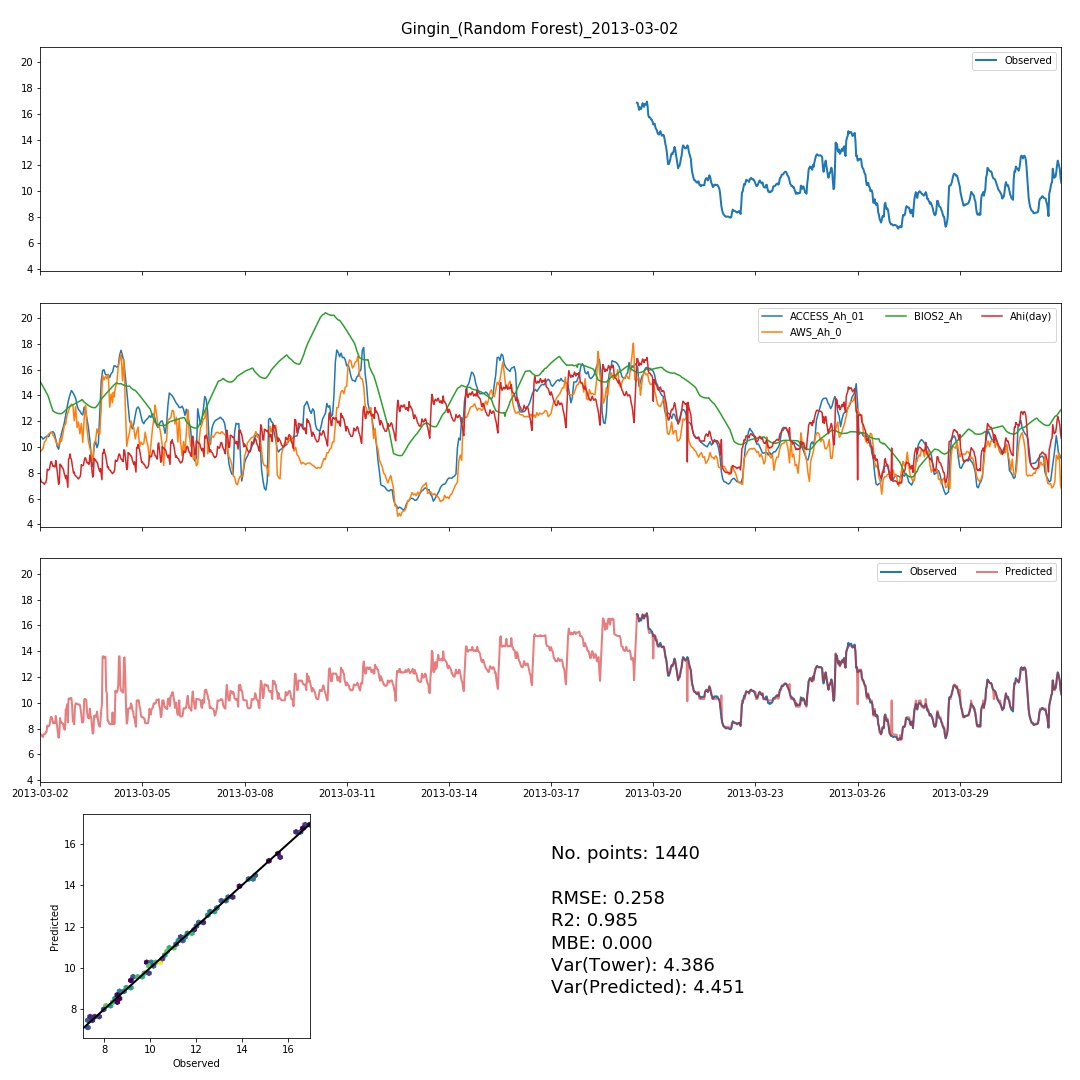 Gingin_(Random Forest)_2013-03-02
20
18
16
14
12
10
8
6
4
Observed
20
18
16
14
12
10
8
6
4
ACCESS_Ah_01 BIOS2_Ah Ahi(day)
AWS_Ah_0
20
18
16
14
12
10
8
6
4
Observed Predicted
2013-03-02 2013-03-05 2013-03-08 2013-03-11 2013-03-14 2013-03-17 2013-03-20 2013-03-23 2013-03-26 2013-03-29
16
14
12
10
8
Predicted
8 10 12 14 16
Observed
No. points: 1440
RMSE: 0.258
R2: 0.985
MBE: 0.000
Var(Tower): 4.386
Var(Predicted): 4.451